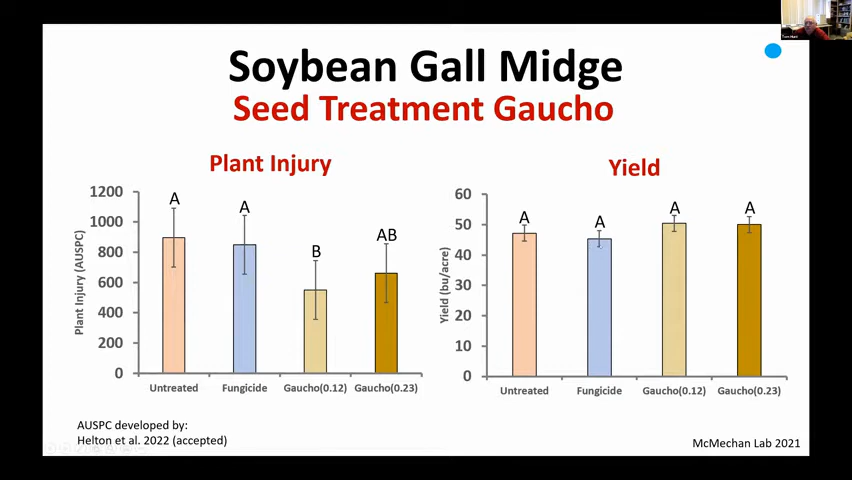 Soybean Gall Midge
Seed Treatment Gaucho
Plant Injury
1200
1000
800
600
400
200
0
Plant Injury (AUSPC)
A
A
B
AB
Untreated
Fungicide
Gaucho(0.12)
Gaucho(0.23)
Yield
60
50
40
30
20
10
0
Yield (bu/acre)
A
A
A
A
Untreated
Fungicide
Gaucho(0.12)
Gaucho(0.23)
AUSPC developed by:
Helton et al. 2022 (accepted)
McMechan Lab 2021